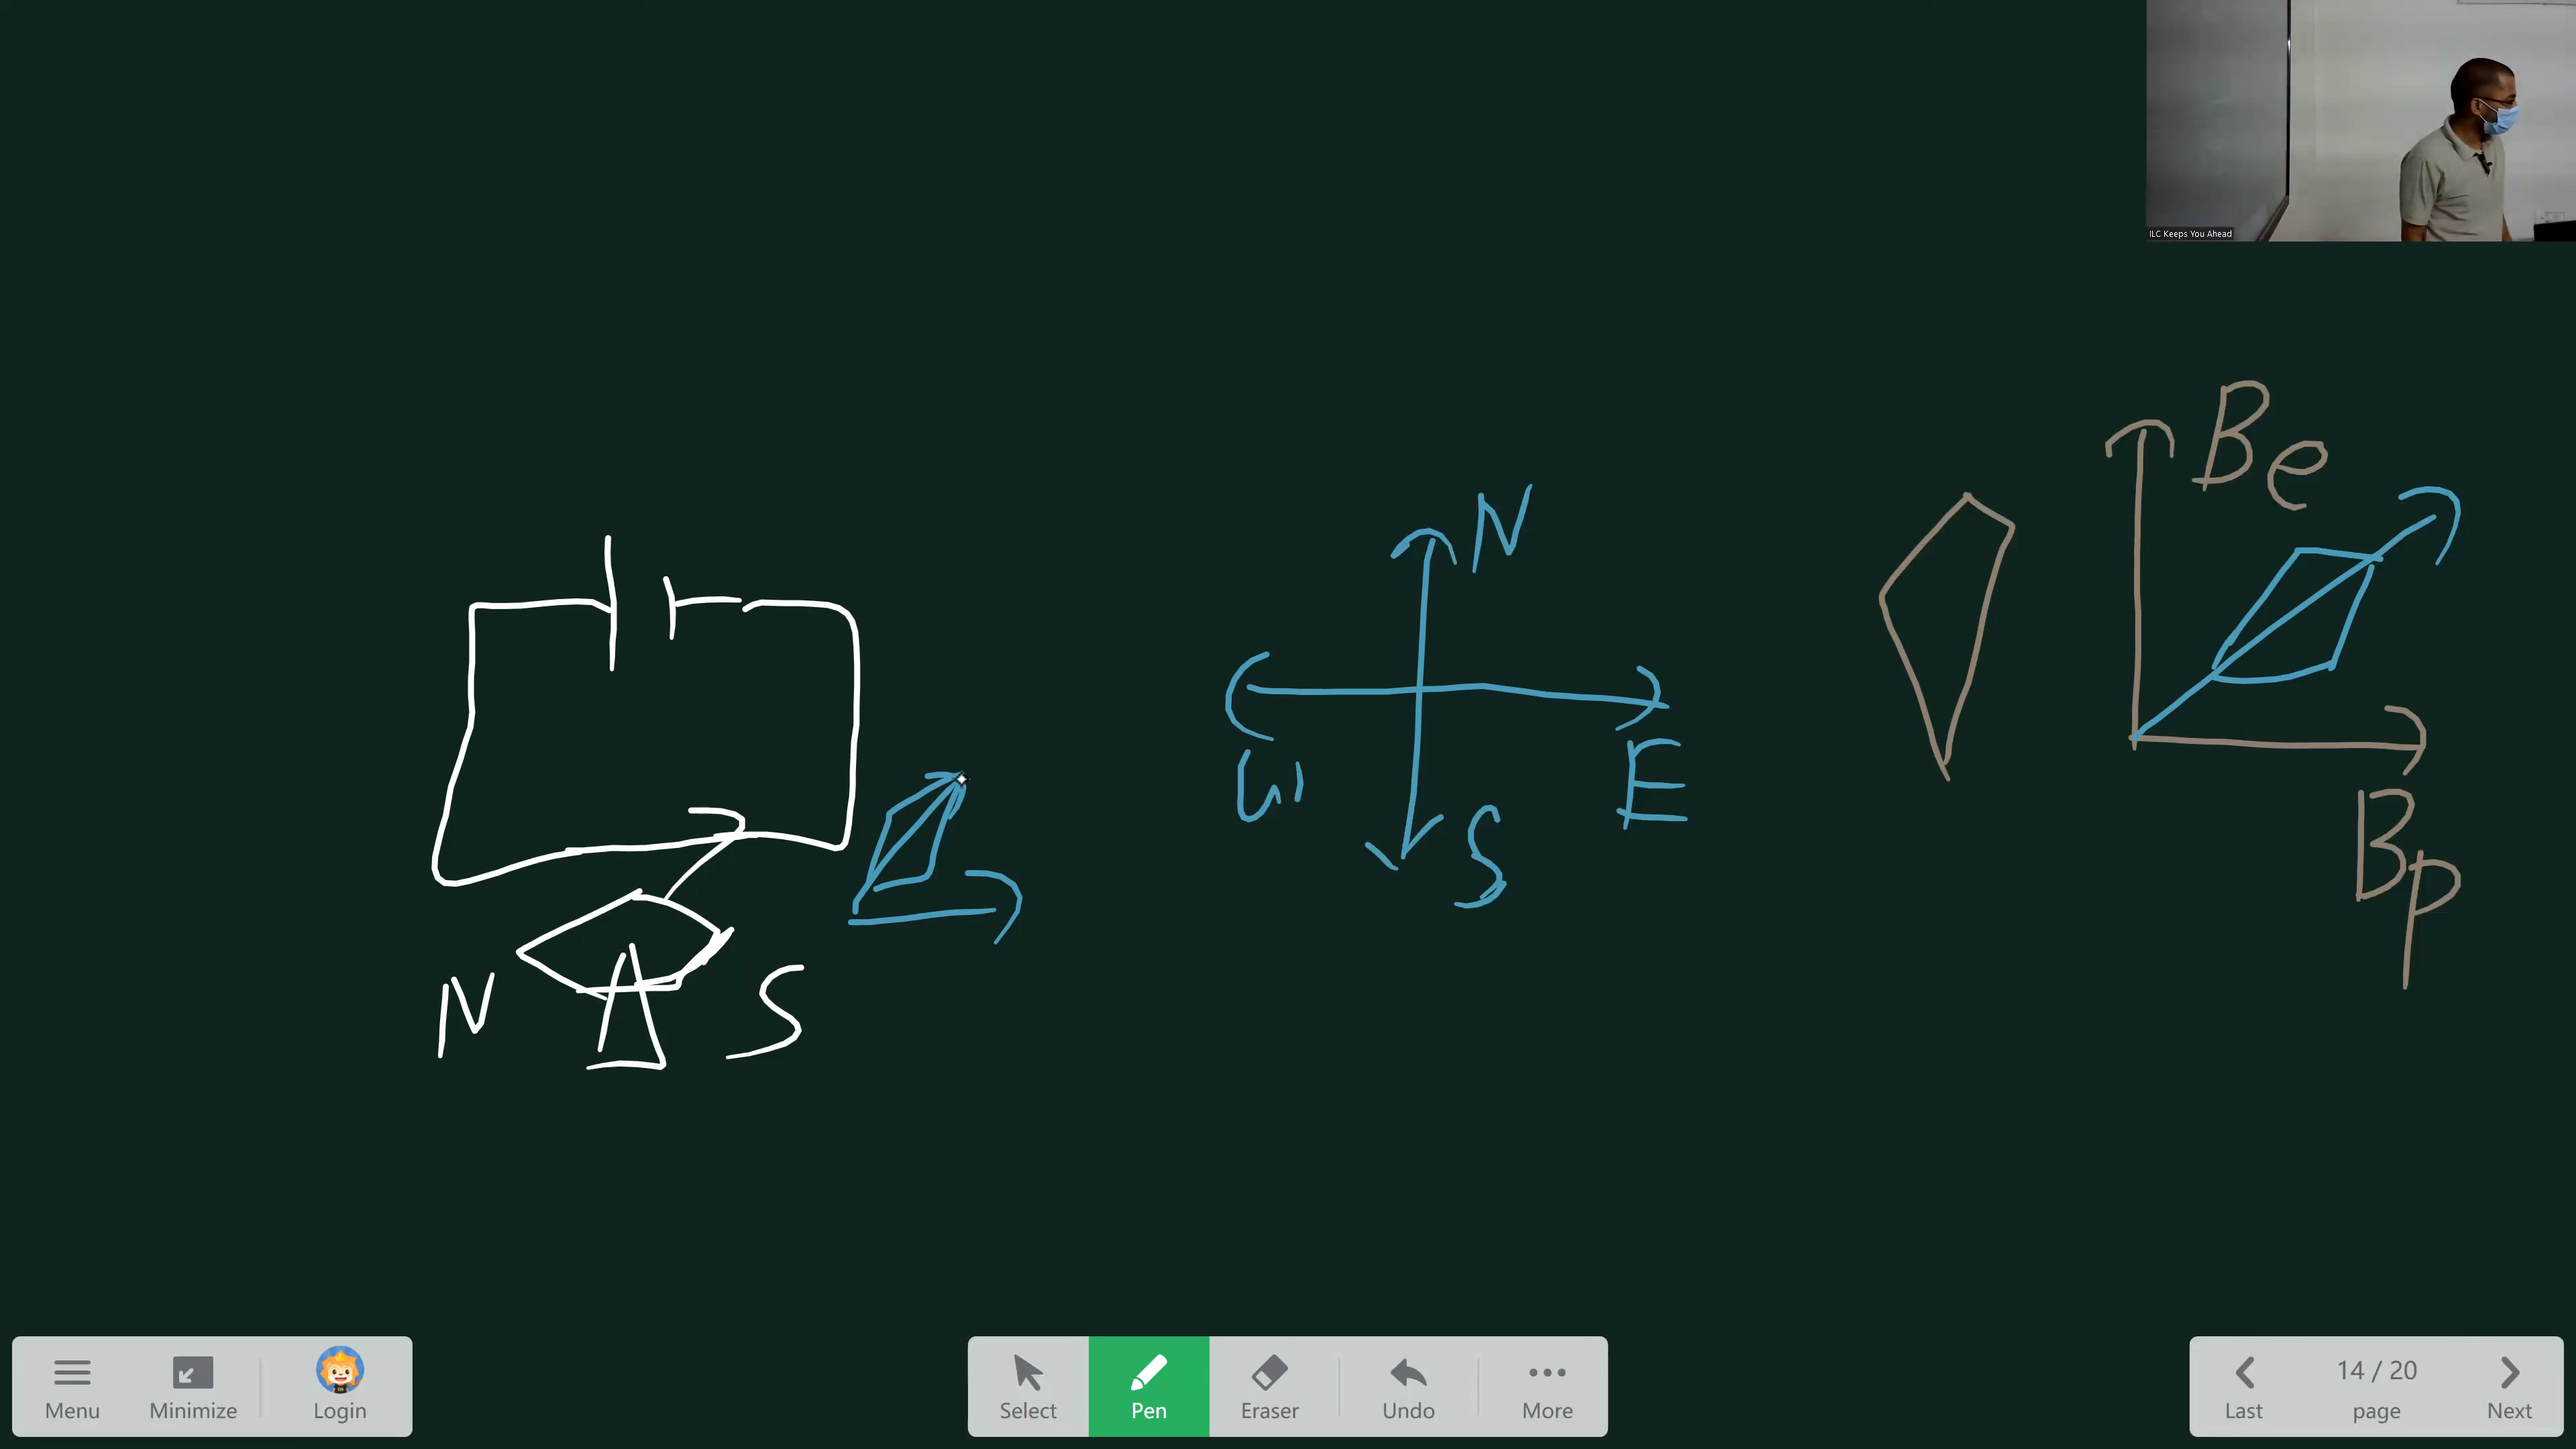 ILC Keeps You Ahead
Be
N
W
E
S
Bp
N
S
Menu
Minimize
Login
Select
Pen
Eraser
Undo
More
Last
14 / 20
page
Next